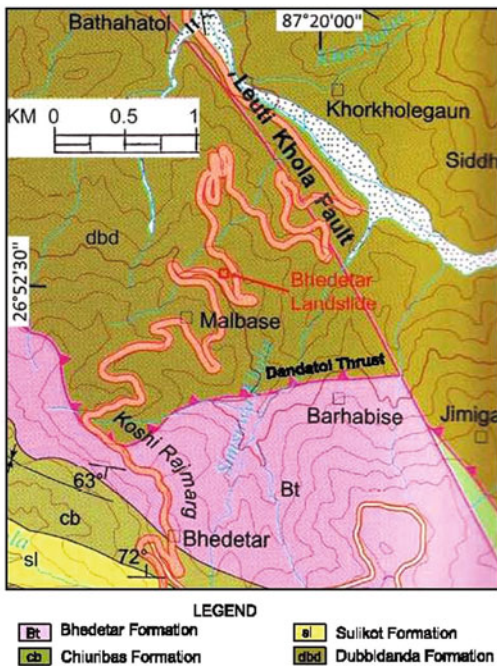 Bathahatol
87°20'00"
KM 0 0.5 1
Khorkholegaun
Leuti Khola Fault
Siddh
dbd
26°52'30"
Bhedetar
Landslide
Malbase
Dandatol Thrust
Barhabise
Jimiga
Koshi Rajmarg
63°
Bt
cb
Bhedetar
72°
sl
la
LEGEND
Bt Bhedetar Formation
sl Sulikot Formation
cb Chiuribas Formation
dbd Dubbidanda Formation